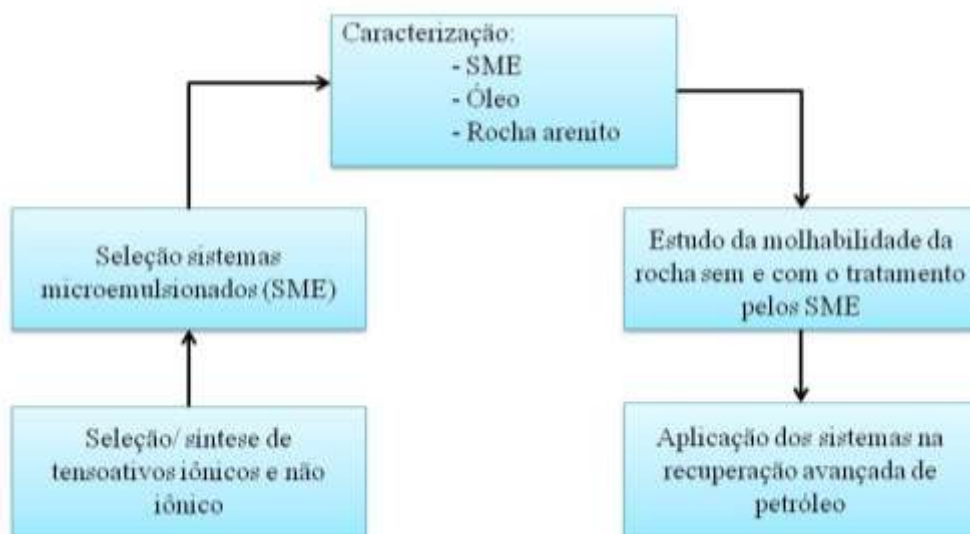 Caracterização:
- SME
- Óleo
- Rocha arenito
Seleção sistemas
microemulsionados (SME)
Estudo da molhabilidade da
rocha sem e com o tratamento
pelos SME
Seleção/ síntese de
tensoativos iônicos e não
iônico
Aplicação dos sistemas na
recuperação avançada de
petróleo